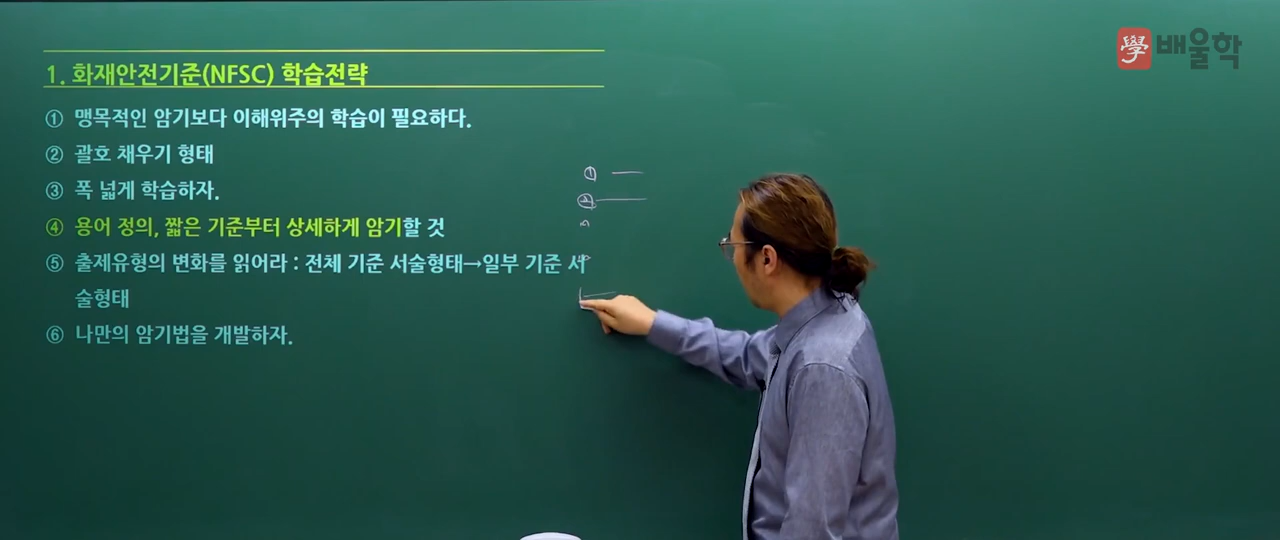 學 배울학
1. 화재안전기준(NFSC) 학습전략
① 맹목적인 암기보다 이해위주의 학습이 필요하다.
② 괄호 채우기 형태
③ 폭 넓게 학습하자.
④ 용어 정의, 짧은 기준부터 상세하게 암기할 것
⑤ 출제유형의 변화를 읽어라 : 전체 기준 서술형태→일부 기준 서
술형태
⑥ 나만의 암기법을 개발하자.
①
②